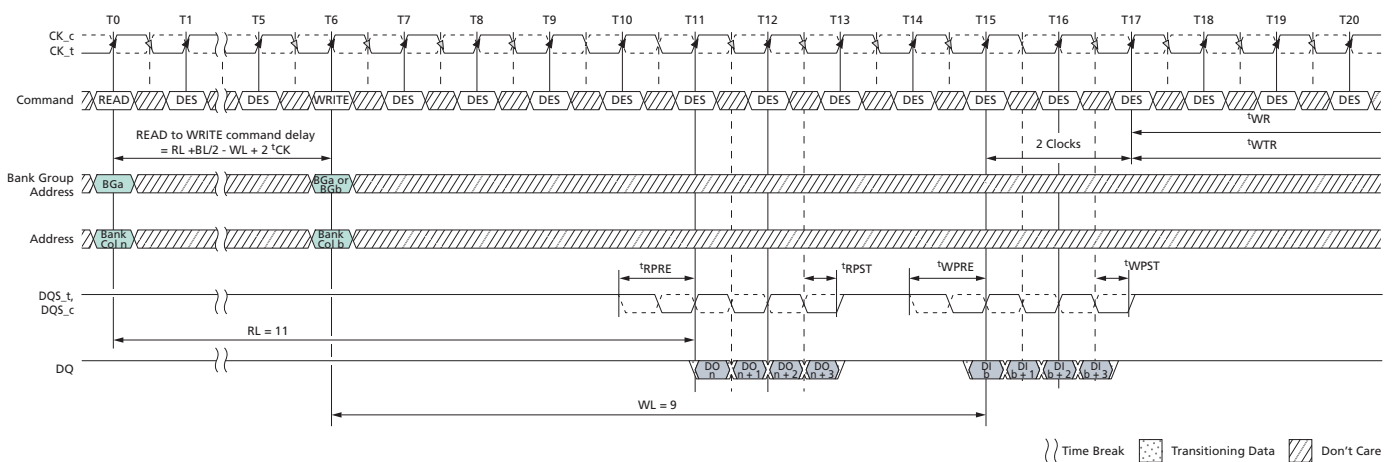 T0 T1 T5 T6 T7 T8 T9 T10 T11 T12 T13 T14 T15 T16 T17 T18 T19 T20
CK_c
CK_t
Command READ DES DES WRITE DES DES DES DES DES DES DES DES DES DES DES DES DES DES
READ to WRITE command delay
= RL +BL/2 - WL + 2 tCK
tWR
2 Clocks
tWTR
Bank Group
Address
BGa
BGa or
BGb
Address
Bank
Col n
Bank
Col b
tRPRE tRPST tWPRE tWPST
DQS_t,
DQS_c
RL = 11
DQ
DO
n
DO
n + 1
DO
n + 2
DO
n + 3
DI
b
DI
b + 1
DI
b + 2
DI
b + 3
WL = 9
Time Break Transitioning Data Don't Care